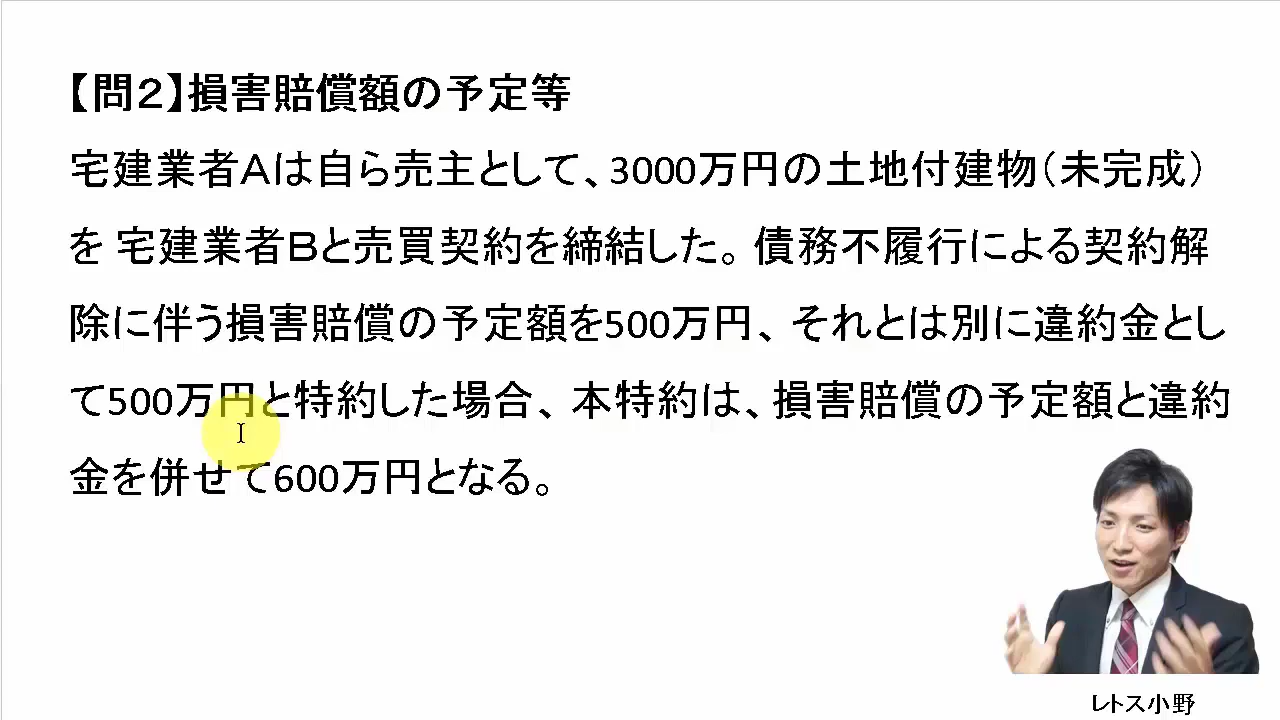 【問２】損害賠償額の予定等
宅建業者Ａは自ら売主として、3000万円の土地付建物（未完成）
を 宅建業者Ｂと売買契約を締結した。債務不履行による契約解
除に伴う損害賠償の予定額を500万円、それとは別に違約金とし
て500万円と特約した場合、本特約は、損害賠償の予定額と違約
金を併せて600万円となる。
レトス小野